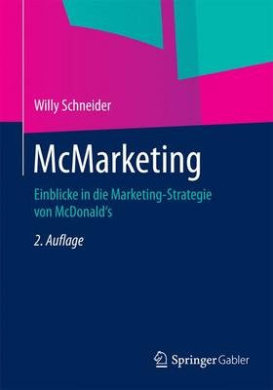 Willy Schneider
McMarketing
Einblicke in die Marketing-Strategie
von McDonald's
2. Auflage
Springer Gabler